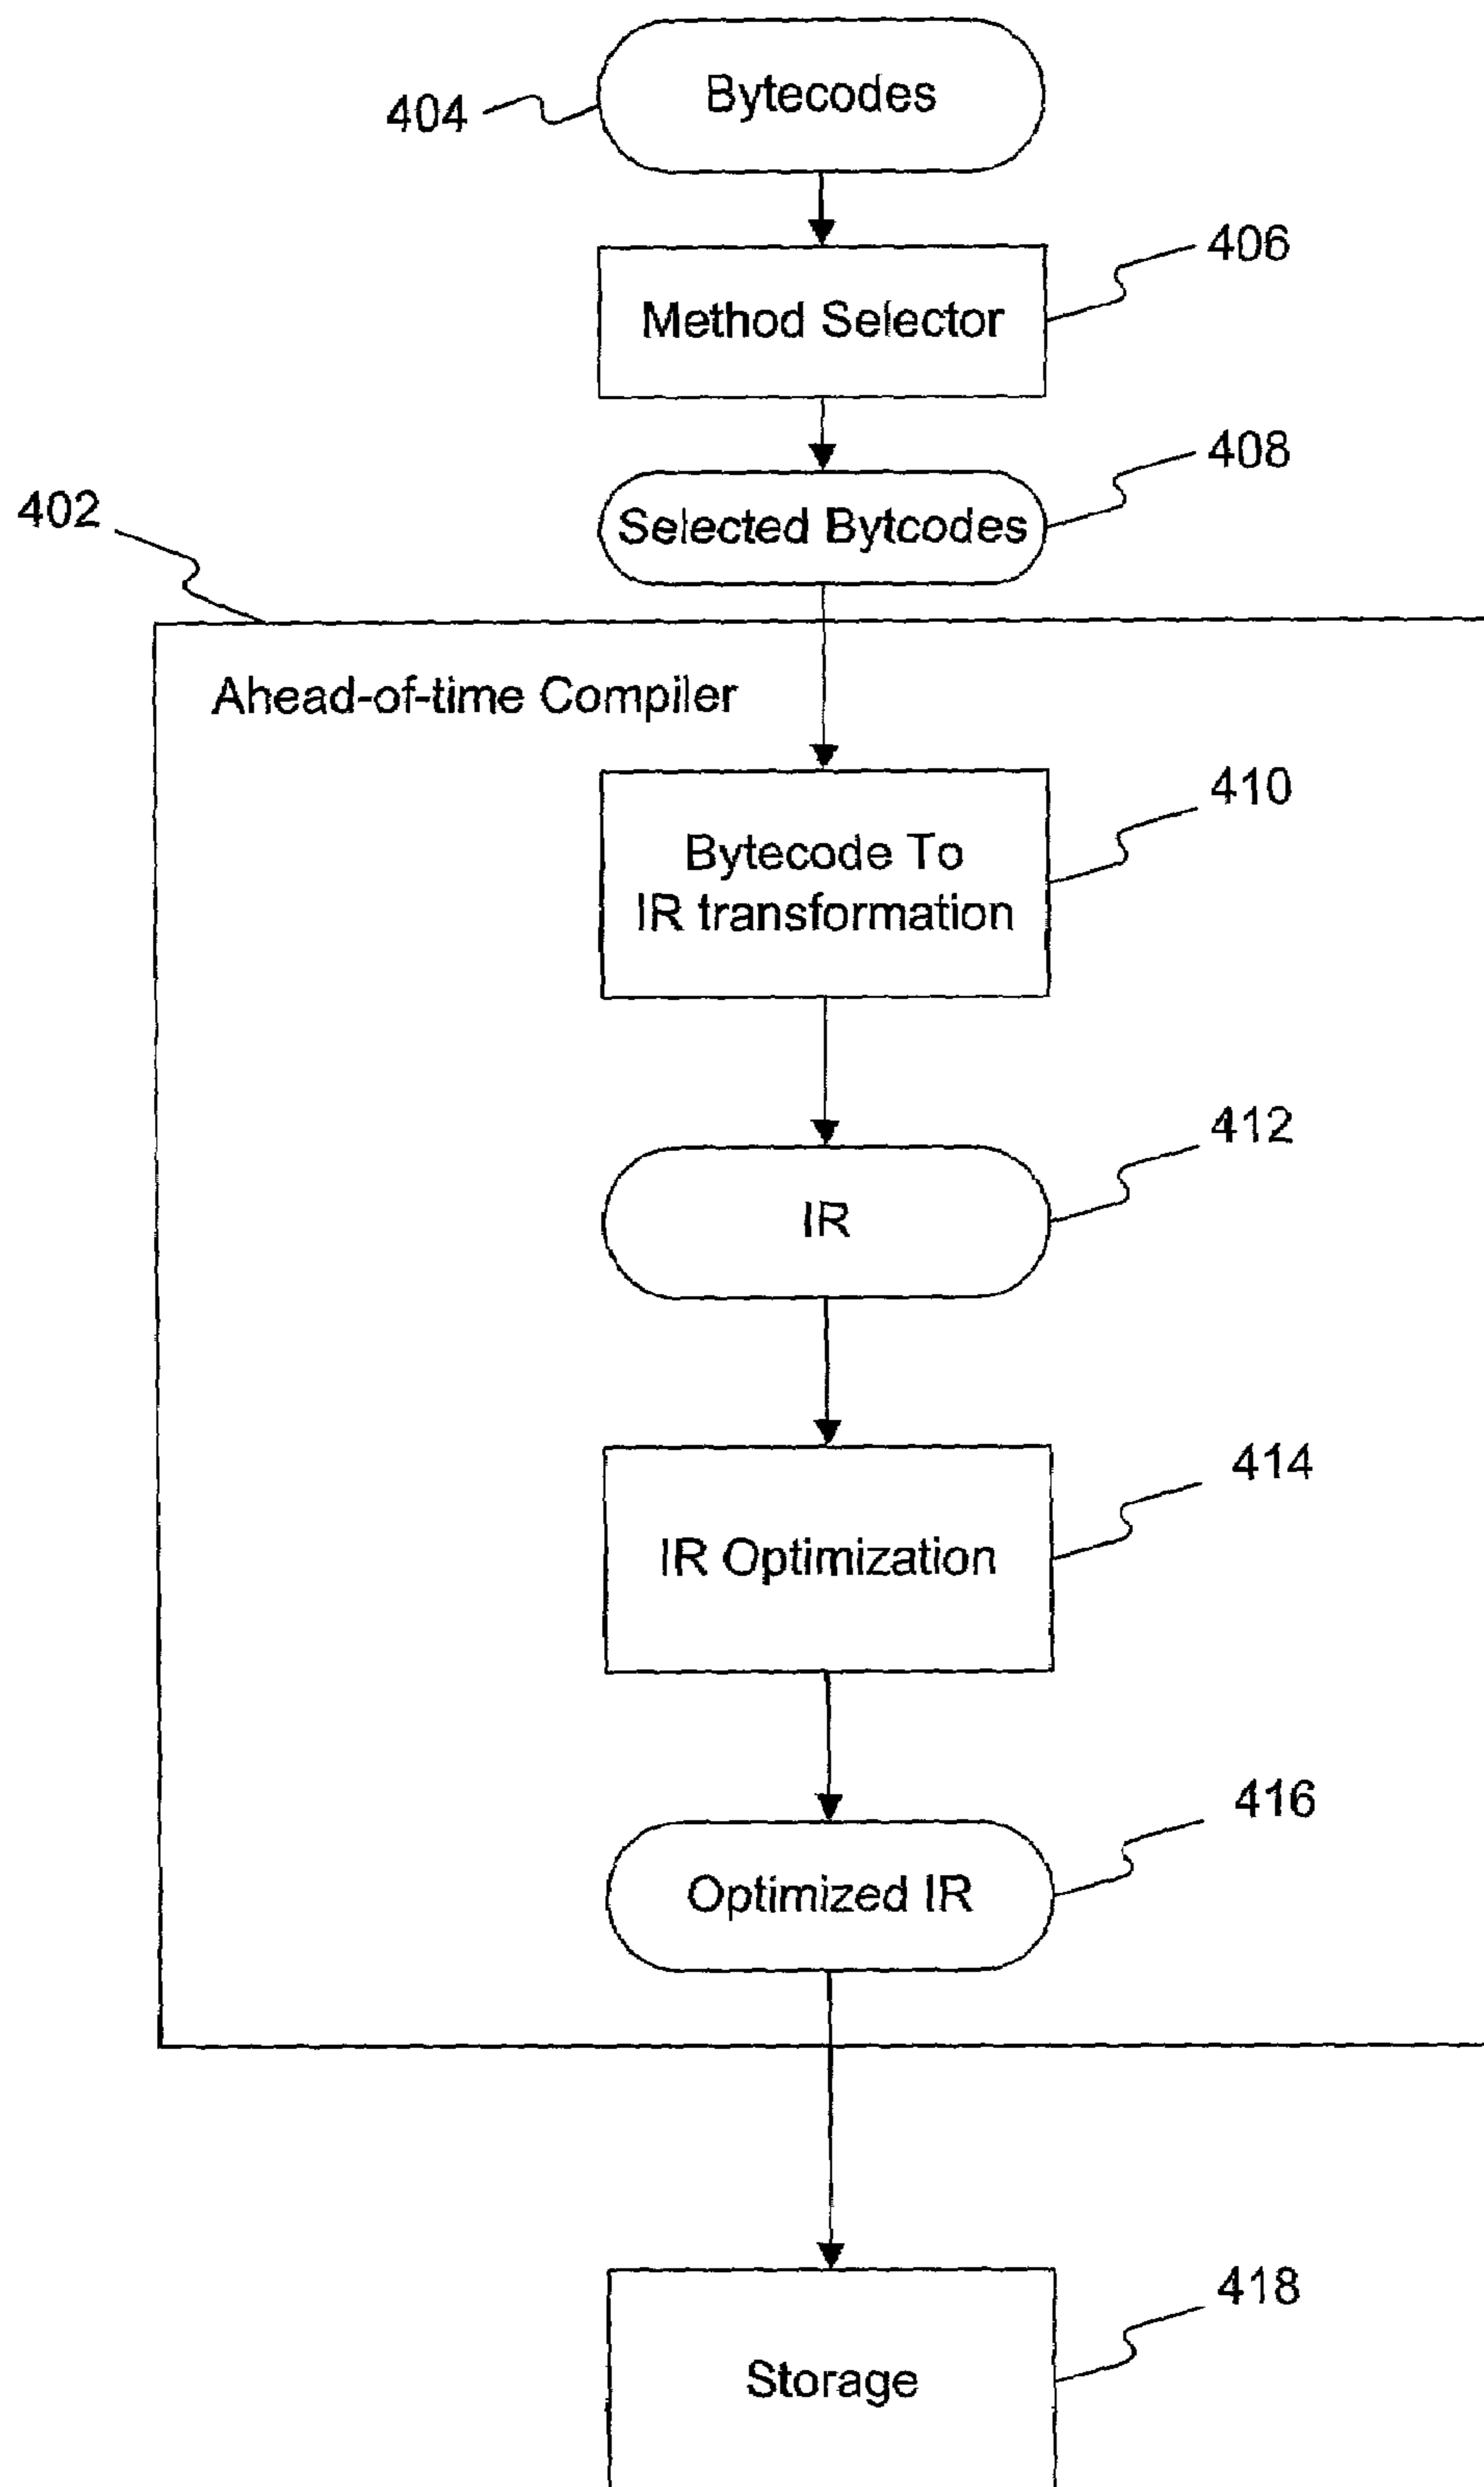 Bytecodes
404
406
Method Selector
408
402
Selected Bytcodes
Ahead-of-time Compiler
410
Bytecode To
IR transformation
412
IR
414
IR Optimization
416
Optimized IR
418
Storage